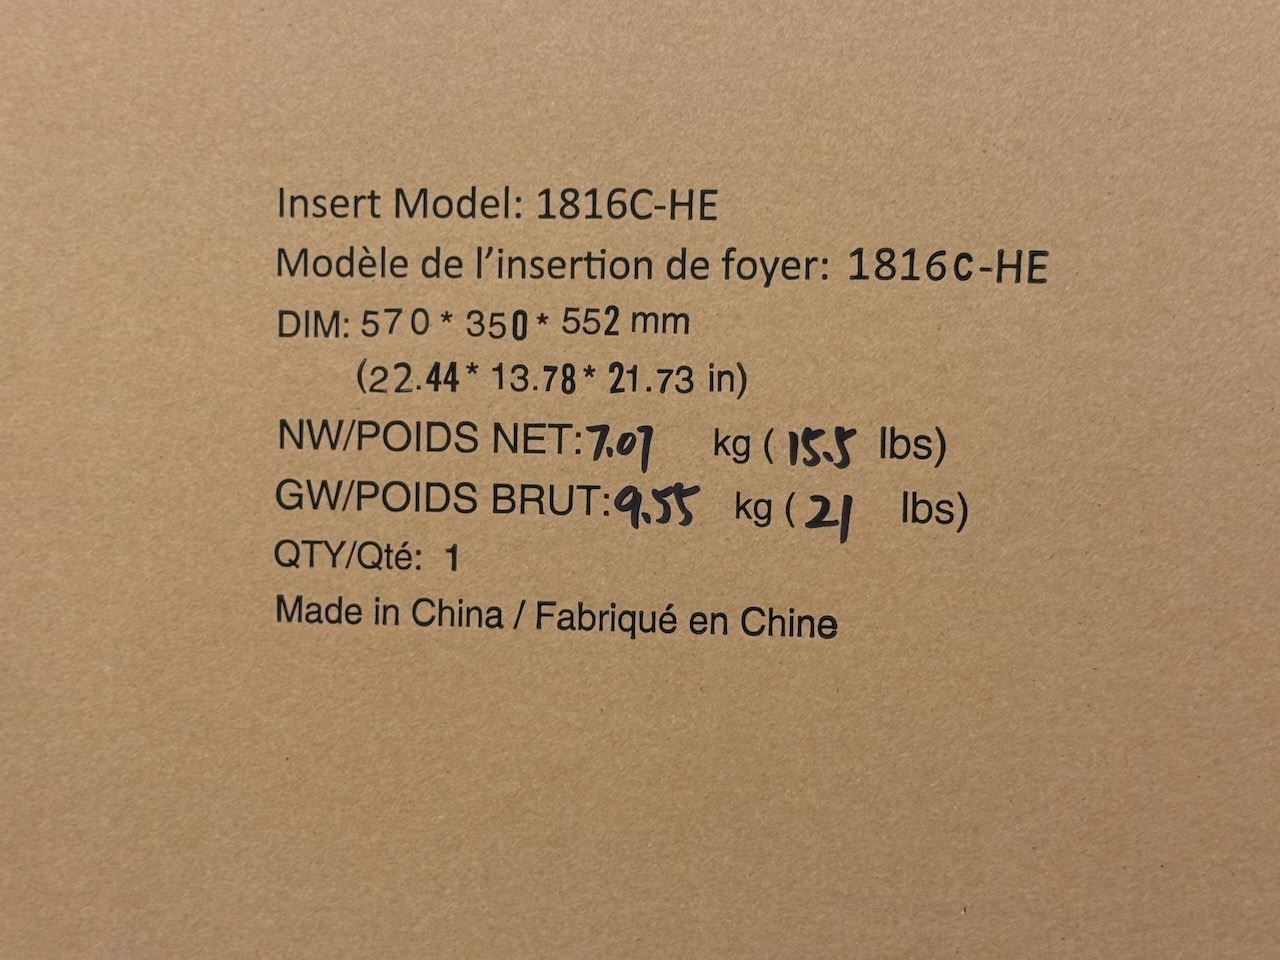 Insert Model: 1816C-HE
Modèle de l'insertion de foyer: 1816C-HE
DIM: 570 * 350 * 552 mm
(22.44* 13.78* 21.73 in)
NW/POIDS NET: 7.07 kg ( 15.5 lbs)
GW/POIDS BRUT: 9.55 kg ( 21 lbs)
QTY/Qté: 1
Made in China / Fabriqué en Chine